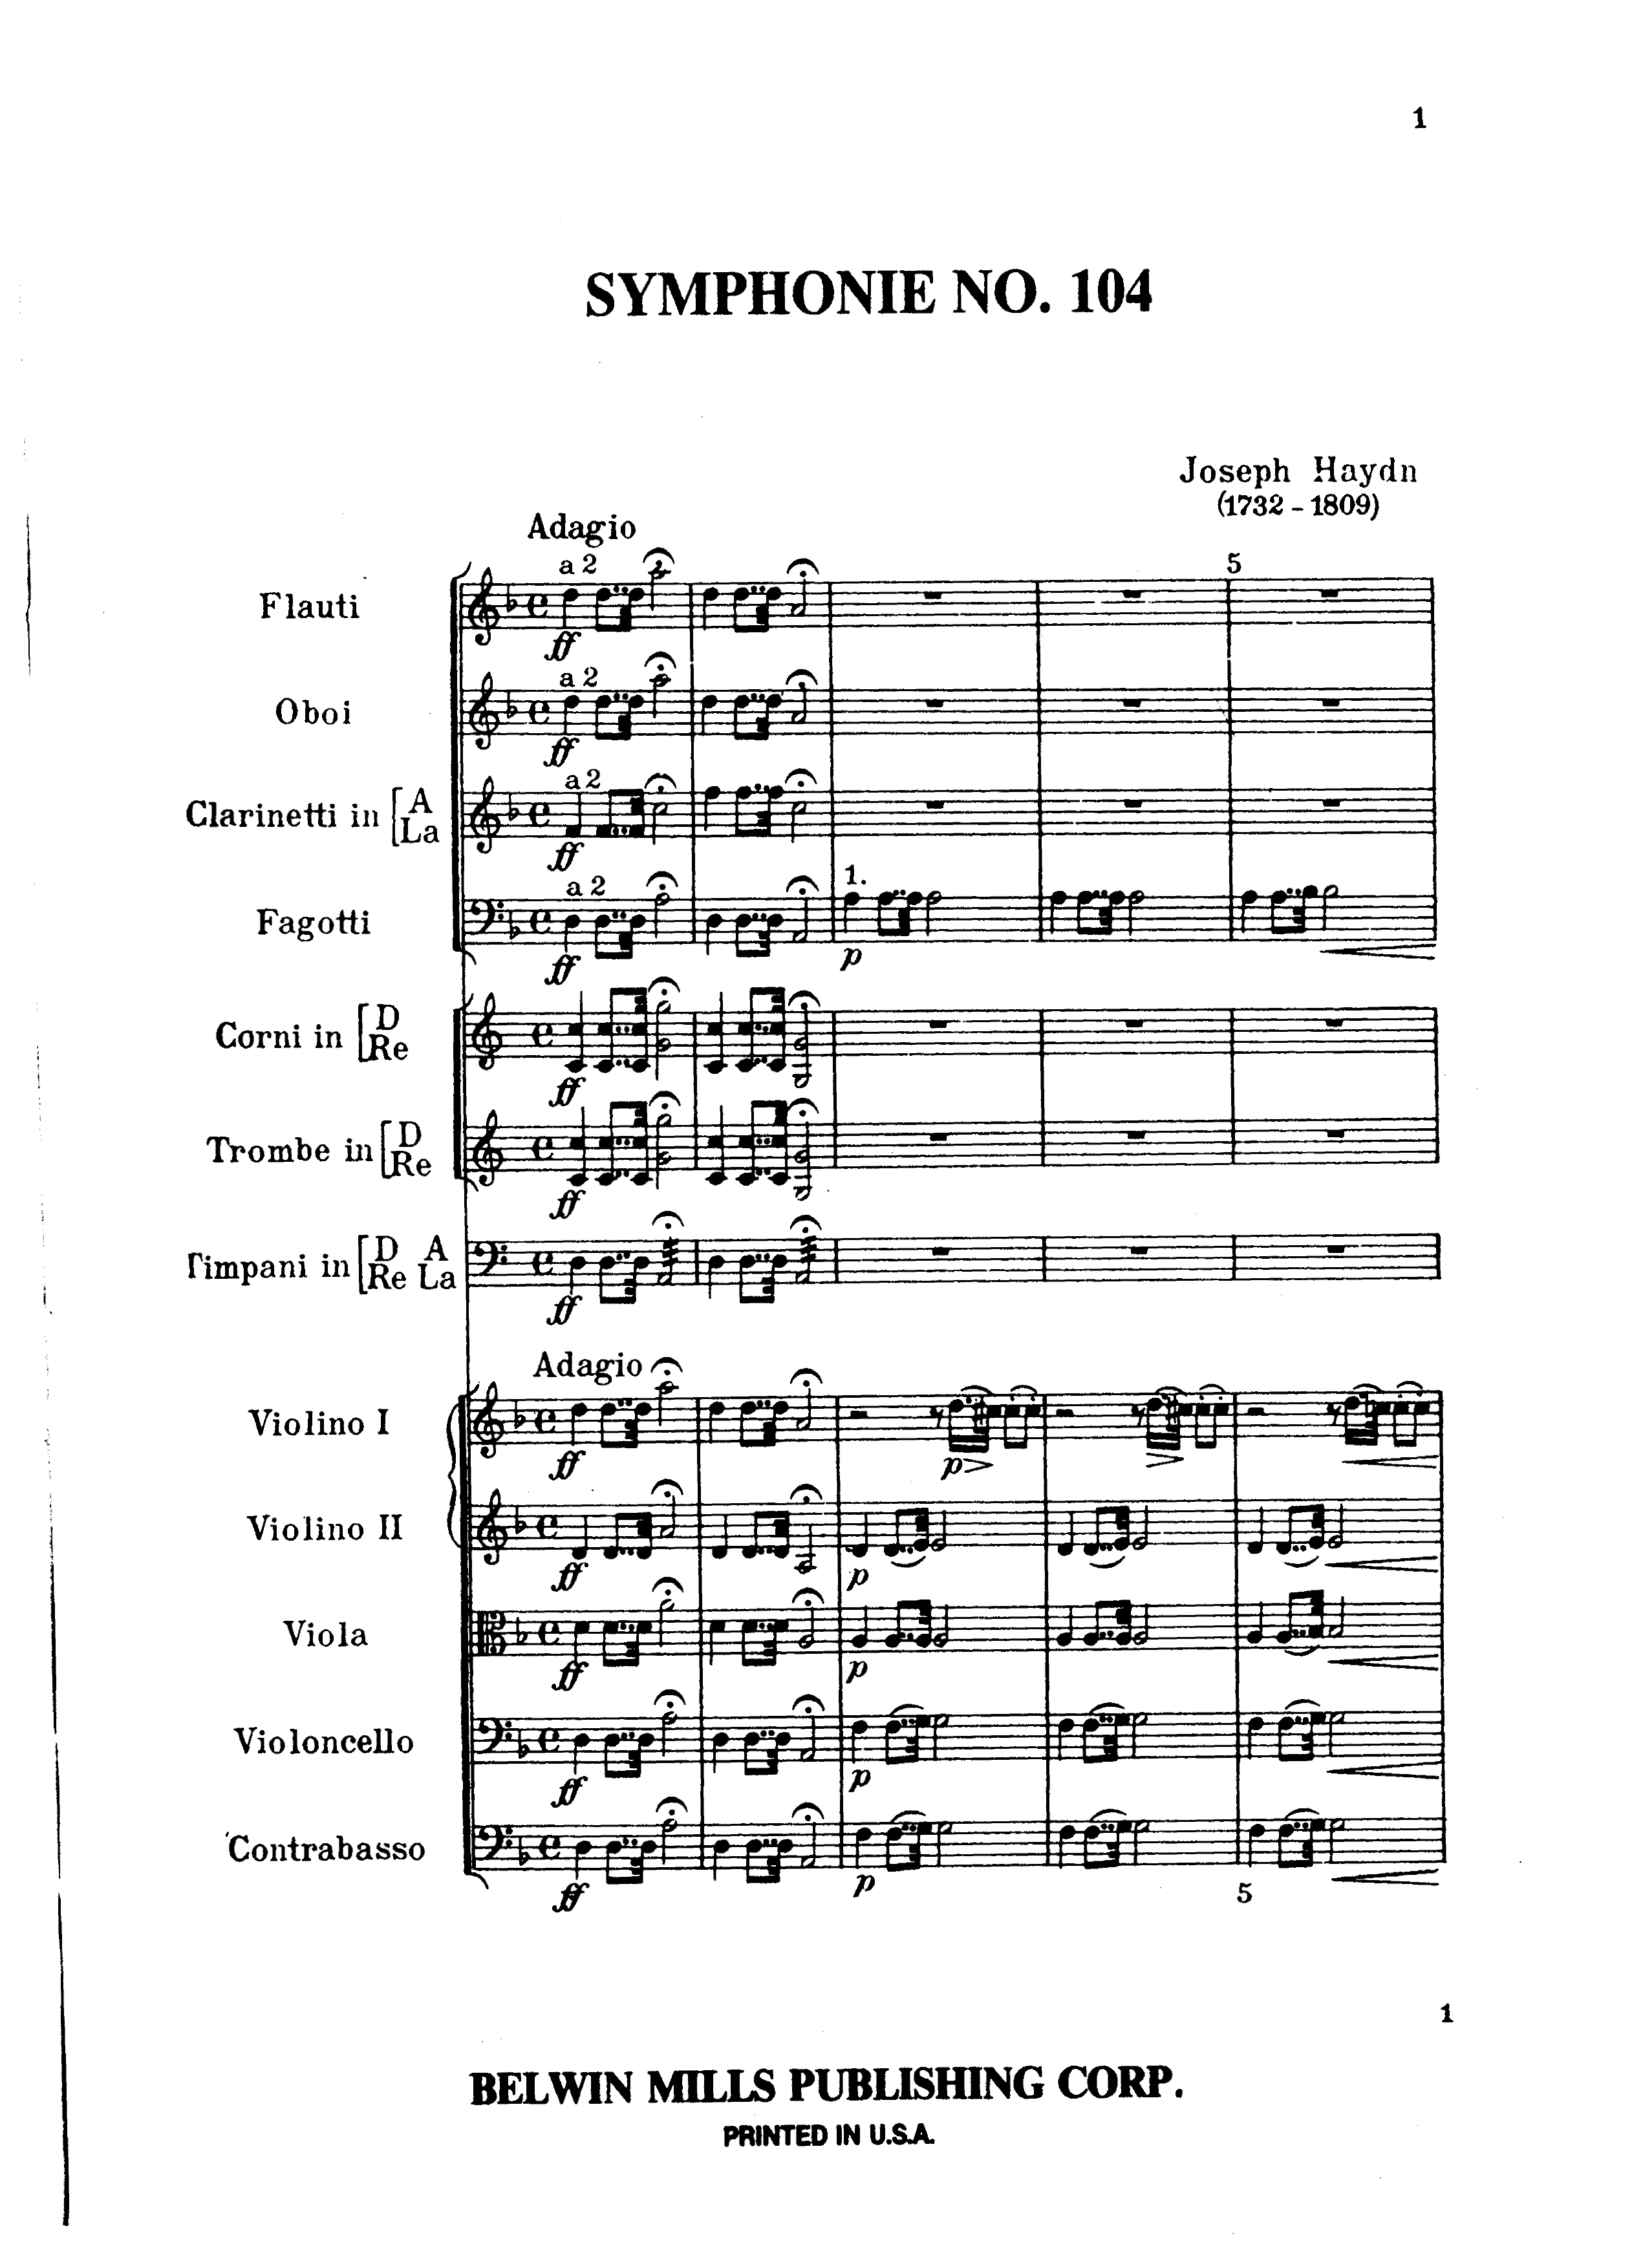 1
SYMPHONIE NO. 104
Joseph Haydn
(1732 - 1809)
Adagio
5
Flauti
a 2
ff
Oboi
a 2
ff
Clarinetti in [A
La
a 2
ff
Fagotti
a 2
ff
1.
p
Corni in [D
Re
ff
Trombe in [D
Re
ff
Timpani in [D A
Re La
ff
Adagio
Violino I
ff
p
Violino II
ff
p
Viola
ff
p
Violoncello
ff
p
Contrabasso
ff
p
5
1
BELWIN MILLS PUBLISHING CORP.
PRINTED IN U.S.A.